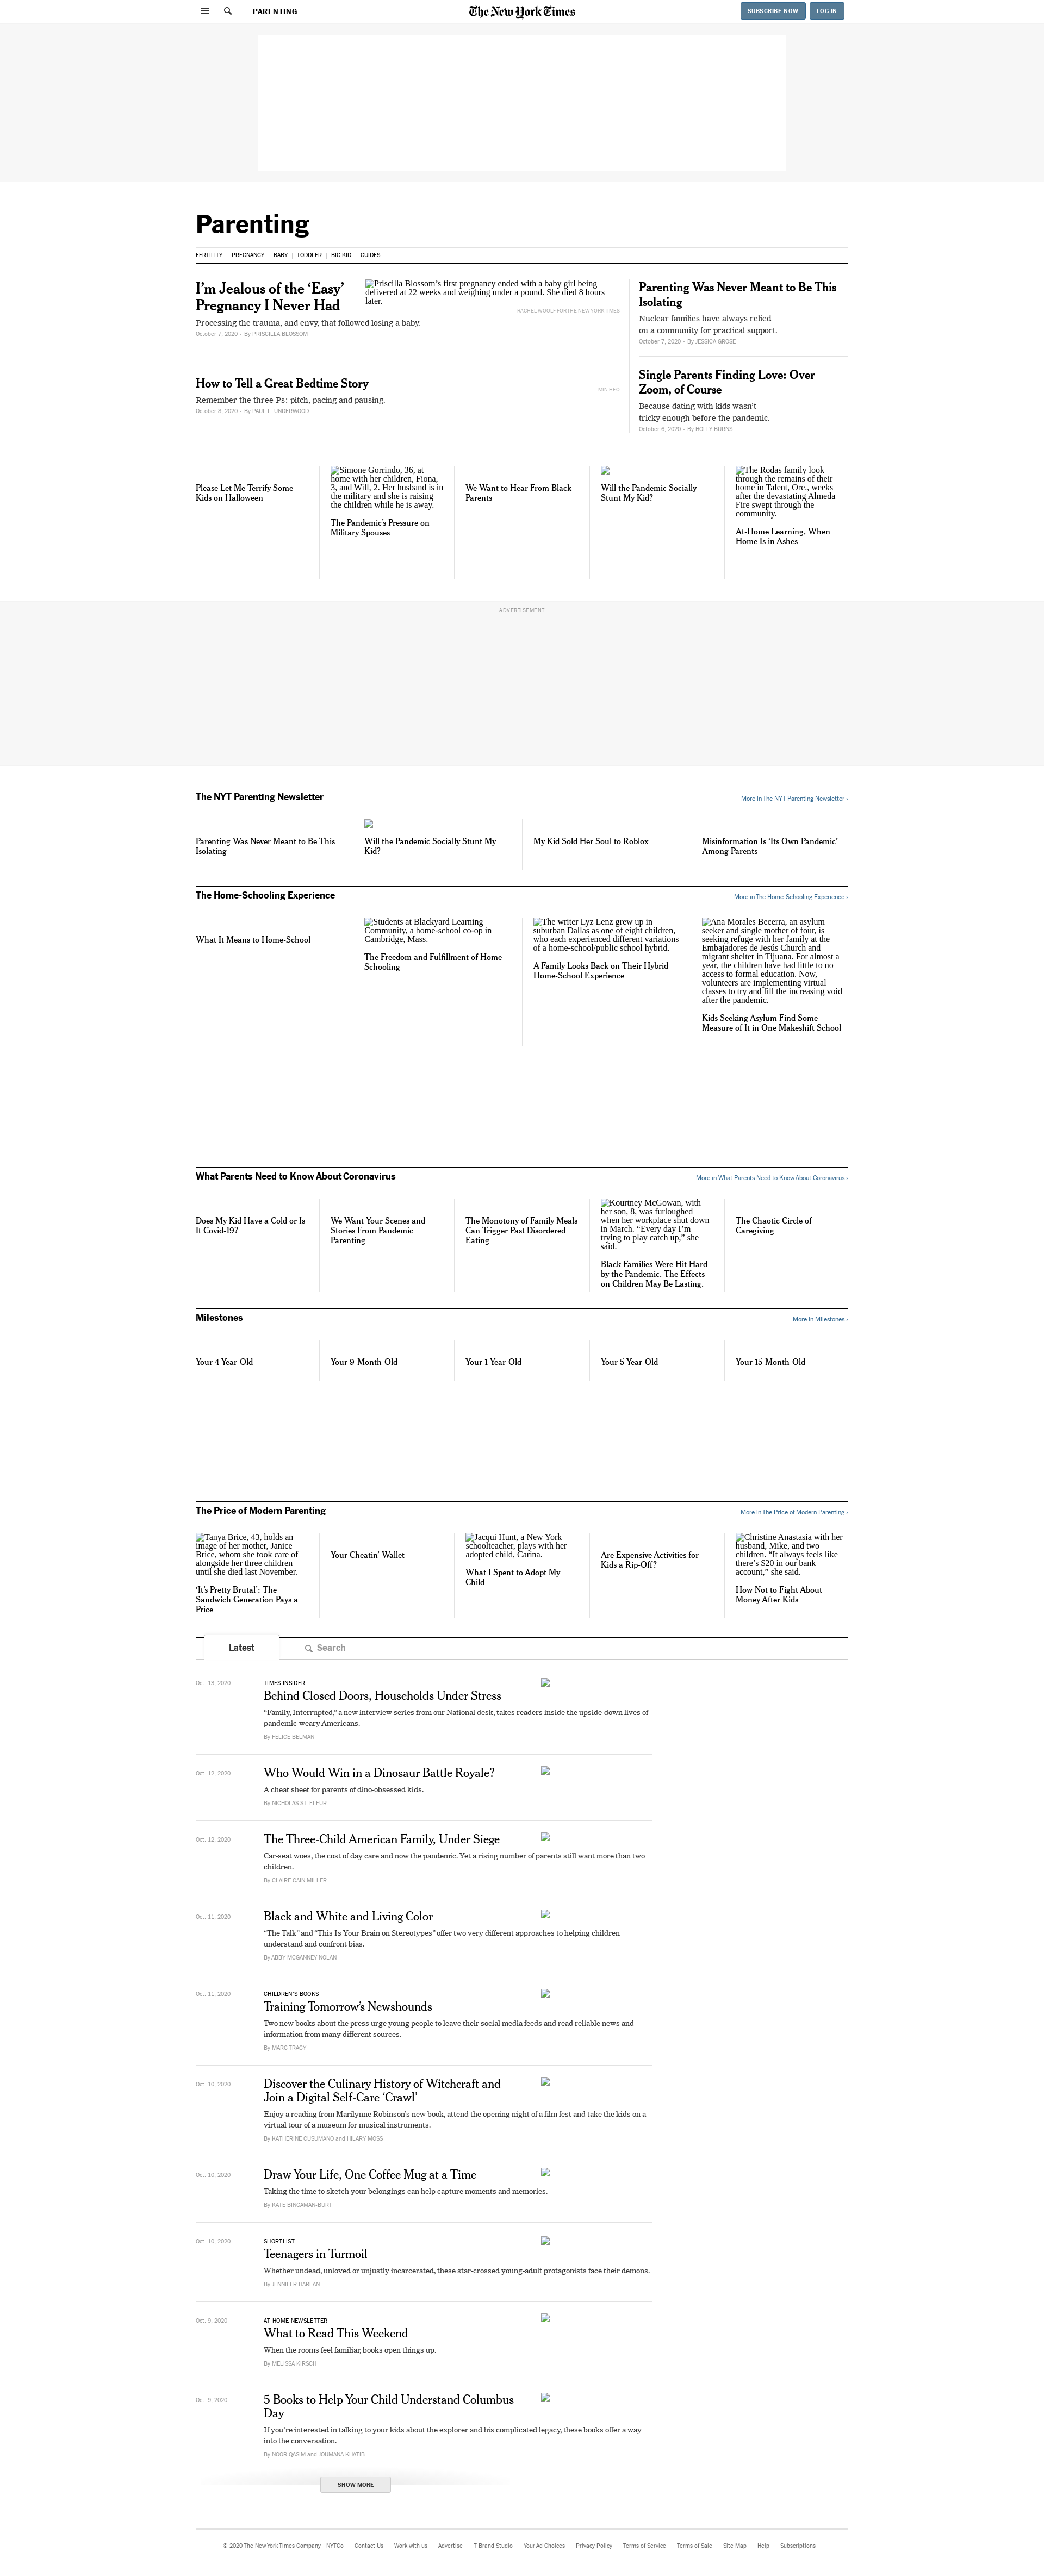 PARENTING
The New York Times
SUBSCRIBE NOW
LOG IN
Parenting
FERTILITY
PREGNANCY
BABY
TODDLER
BIG KID
GUIDES
I’m Jealous of the ‘Easy’
Pregnancy I Never Had
Processing the trauma, and envy, that followed losing a baby.
October 7, 2020 - By PRISCILLA BLOSSOM
Priscilla Blossom’s first pregnancy ended with a baby girl being
delivered at 22 weeks and weighing under a pound. She died 8 hours
later.
RACHEL WOOLF FOR THE NEW YORK TIMES
How to Tell a Great Bedtime Story
Remember the three Ps: pitch, pacing and pausing.
October 8, 2020 - By PAUL L. UNDERWOOD
MIN HEO
Parenting Was Never Meant to Be This
Isolating
Nuclear families have always relied
on a community for practical support.
October 7, 2020 - By JESSICA GROSE
Single Parents Finding Love: Over
Zoom, of Course
Because dating with kids wasn’t
tricky enough before the pandemic.
October 6, 2020 - By HOLLY BURNS
Please Let Me Terrify Some
Kids on Halloween
Simone Gorrindo, 36, at
home with her children, Fiona,
3, and Will, 2. Her husband is in
the military and she is raising
the children while he is away.
The Pandemic’s Pressure on
Military Spouses
We Want to Hear From Black
Parents
Will the Pandemic Socially
Stunt My Kid?
The Rodas family look
through the remains of their
home in Talent, Ore., weeks
after the devastating Almeda
Fire swept through the
community.
At-Home Learning, When
Home Is in Ashes
ADVERTISEMENT
The NYT Parenting Newsletter
More in The NYT Parenting Newsletter ›
Parenting Was Never Meant to Be This
Isolating
Will the Pandemic Socially Stunt My
Kid?
My Kid Sold Her Soul to Roblox
Misinformation Is ‘Its Own Pandemic’
Among Parents
The Home-Schooling Experience
More in The Home-Schooling Experience ›
What It Means to Home-School
Students at Blackyard Learning
Community, a home-school co-op in
Cambridge, Mass.
The Freedom and Fulfillment of Home-
Schooling
The writer Lyz Lenz grew up in
suburban Dallas as one of eight children,
who each experienced different variations
of a home-school/public school hybrid.
A Family Looks Back on Their Hybrid
Home-School Experience
Ana Morales Becerra, an asylum
seeker and single mother of four, is
seeking refuge with her family at the
Embajadores de Jesús Church and
migrant shelter in Tijuana. For almost a
year, the children have had little to no
access to formal education. Now,
volunteers are implementing virtual
classes to try and fill the increasing void
after the pandemic.
Kids Seeking Asylum Find Some
Measure of It in One Makeshift School
What Parents Need to Know About Coronavirus
More in What Parents Need to Know About Coronavirus ›
Does My Kid Have a Cold or Is
It Covid-19?
We Want Your Scenes and
Stories From Pandemic
Parenting
The Monotony of Family Meals
Can Trigger Past Disordered
Eating
Kourtney McGowan, with
her son, 8, was furloughed
when her workplace shut down
in March. “Every day I’m
trying to play catch up,” she
said.
Black Families Were Hit Hard
by the Pandemic. The Effects
on Children May Be Lasting.
The Chaotic Circle of
Caregiving
Milestones
More in Milestones ›
Your 4-Year-Old
Your 9-Month-Old
Your 1-Year-Old
Your 5-Year-Old
Your 15-Month-Old
The Price of Modern Parenting
More in The Price of Modern Parenting ›
Tanya Brice, 43, holds an
image of her mother, Janice
Brice, whom she took care of
alongside her three children
until she died last November.
‘It’s Pretty Brutal’: The
Sandwich Generation Pays a
Price
Your Cheatin’ Wallet
Jacqui Hunt, a New York
schoolteacher, plays with her
adopted child, Carina.
What I Spent to Adopt My
Child
Are Expensive Activities for
Kids a Rip-Off?
Christine Anastasia with her
husband, Mike, and two
children. “It always feels like
there’s $20 in our bank
account,” she said.
How Not to Fight About
Money After Kids
Latest
Search
Oct. 13, 2020
TIMES INSIDER
Behind Closed Doors, Households Under Stress
“Family, Interrupted,” a new interview series from our National desk, takes readers inside the upside-down lives of
pandemic-weary Americans.
By FELICE BELMAN
Oct. 12, 2020
Who Would Win in a Dinosaur Battle Royale?
A cheat sheet for parents of dino-obsessed kids.
By NICHOLAS ST. FLEUR
Oct. 12, 2020
The Three-Child American Family, Under Siege
Car-seat woes, the cost of day care and now the pandemic. Yet a rising number of parents still want more than two
children.
By CLAIRE CAIN MILLER
Oct. 11, 2020
Black and White and Living Color
“The Talk” and “This Is Your Brain on Stereotypes” offer two very different approaches to helping children
understand and confront bias.
By ABBY MCGANNEY NOLAN
Oct. 11, 2020
CHILDREN’S BOOKS
Training Tomorrow’s Newshounds
Two new books about the press urge young people to leave their social media feeds and read reliable news and
information from many different sources.
By MARC TRACY
Oct. 10, 2020
Discover the Culinary History of Witchcraft and
Join a Digital Self-Care ‘Crawl’
Enjoy a reading from Marilynne Robinson’s new book, attend the opening night of a film fest and take the kids on a
virtual tour of a museum for musical instruments.
By KATHERINE CUSUMANO and HILARY MOSS
Oct. 10, 2020
Draw Your Life, One Coffee Mug at a Time
Taking the time to sketch your belongings can help capture moments and memories.
By KATE BINGAMAN-BURT
Oct. 10, 2020
SHORTLIST
Teenagers in Turmoil
Whether undead, unloved or unjustly incarcerated, these star-crossed young-adult protagonists face their demons.
By JENNIFER HARLAN
Oct. 9, 2020
AT HOME NEWSLETTER
What to Read This Weekend
When the rooms feel familiar, books open things up.
By MELISSA KIRSCH
Oct. 9, 2020
5 Books to Help Your Child Understand Columbus
Day
If you’re interested in talking to your kids about the explorer and his complicated legacy, these books offer a way
into the conversation.
By NOOR QASIM and JOUMANA KHATIB
SHOW MORE
© 2020 The New York Times Company
NYTCo
Contact Us
Work with us
Advertise
T Brand Studio
Your Ad Choices
Privacy Policy
Terms of Service
Terms of Sale
Site Map
Help
Subscriptions